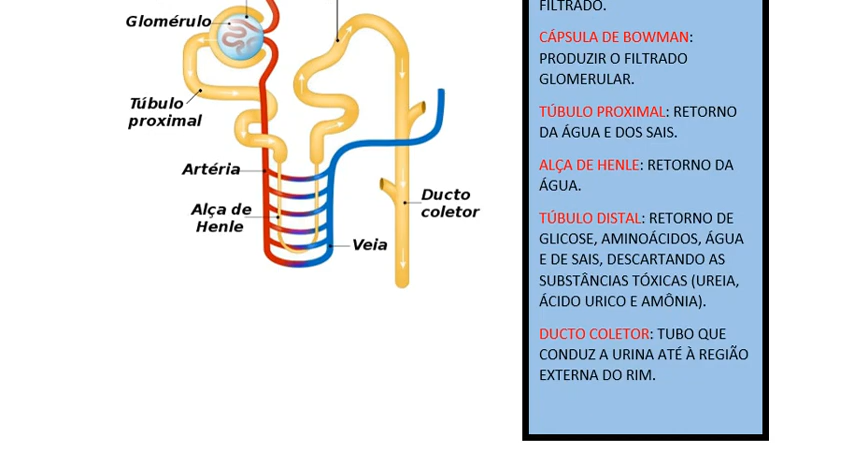 Glomérulo
Túbulo
proximal
Artéria
Alça de
Henle
Veia
Ducto
coletor
FILTRADO.
CÁPSULA DE BOWMAN:
PRODUZIR O FILTRADO
GLOMERULAR.
TÚBULO PROXIMAL: RETORNO
DA ÁGUA E DOS SAIS.
ALÇA DE HENLE: RETORNO DA
ÁGUA.
TÚBULO DISTAL: RETORNO DE
GLICOSE, AMINOÁCIDOS, ÁGUA
E DE SAIS, DESCARTANDO AS
SUBSTÂNCIAS TÓXICAS (UREIA,
ÁCIDO URICO E AMÔNIA).
DUCTO COLETOR: TUBO QUE
CONDUZ A URINA ATÉ À REGIÃO
EXTERNA DO RIM.